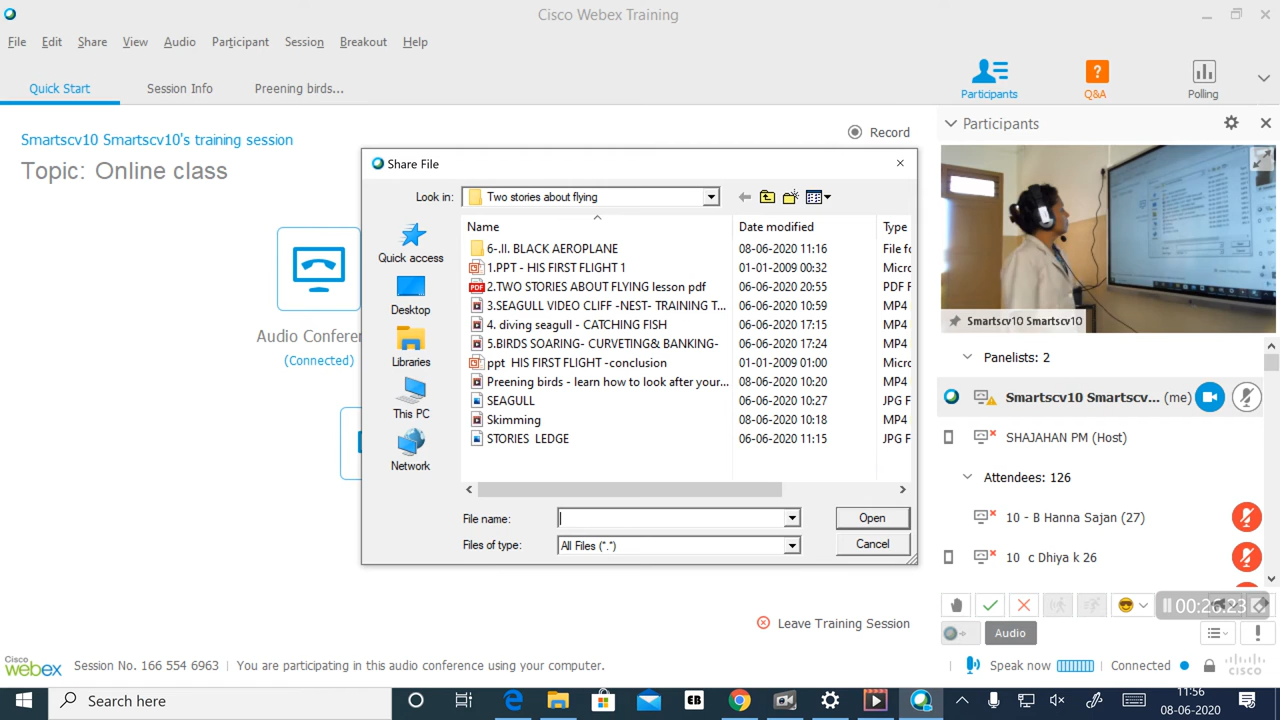 Cisco Webex Training
File Edit Share View Audio Participant Session Breakout Help
Quick Start Session Info Preening birds...
Participants Q&A Polling
?
Smartscv10 Smartscv10's training session
Record
Topic: Online class
Audio Conferen
(Connected)
Share File
Look in: Two stories about flying
Quick access
Desktop
Libraries
This PC
Network
Name Date modified Type
6-.II. BLACK AEROPLANE 08-06-2020 11:16 File fo
1.PPT - HIS FIRST FLIGHT 1 01-01-2009 00:32 Micro
2.TWO STORIES ABOUT FLYING lesson pdf 06-06-2020 20:55 PDF F
3.SEAGULL VIDEO CLIFF -NEST- TRAINING T... 06-06-2020 10:59 MP4
4. diving seagull - CATCHING FISH 06-06-2020 17:15 MP4
5.BIRDS SOARING- CURVETING& BANKING- 06-06-2020 17:24 MP4
ppt HIS FIRST FLIGHT -conclusion 01-01-2009 01:00 Micro
Preening birds - learn how to look after your... 08-06-2020 10:20 MP4
SEAGULL 06-06-2020 10:27 JPG F
Skimming 08-06-2020 10:18 MP4
STORIES LEDGE 06-06-2020 11:15 JPG F
File name: Open
Files of type: All Files (*.*) Cancel
Participants
Smartscv10 Smartscv10
Panelists: 2
Smartscv10 Smartscv... (me)
SHAJAHAN PM (Host)
Attendees: 126
10 - B Hanna Sajan (27)
10 c Dhiya k 26
00:26:23
Audio
Leave Training Session
Cisco webex Session No. 166 554 6963 You are participating in this audio conference using your computer.
Speak now Connected cisco
Search here
11:56
08-06-2020